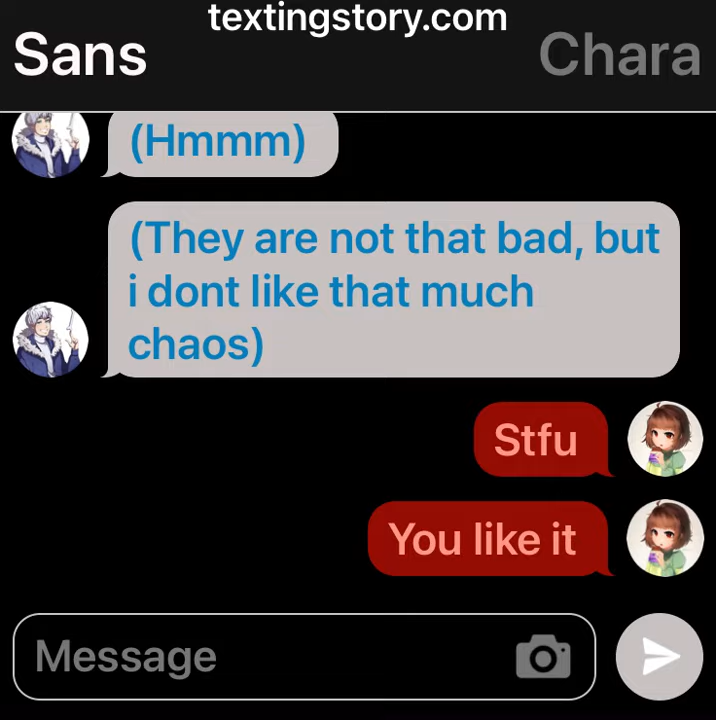 textingstory.com
Sans
Chara
(Hmmm)
(They are not that bad, but
i dont like that much
chaos)
Stfu
You like it
Message